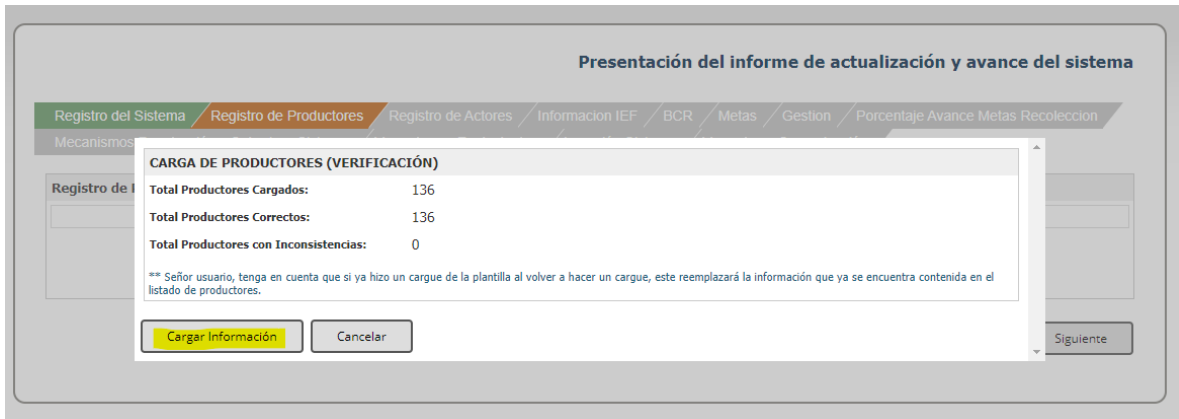 Presentación del informe de actualización y avance del sistema
Registro del Sistema Registro de Productores Registro de Actores Informacion IEF BCR Metas Gestion Porcentaje Avance Metas Recoleccion
Mecanismos
CARGA DE PRODUCTORES (VERIFICACIÓN)
Registro de
Total Productores Cargados: 136
Total Productores Correctos: 136
Total Productores con Inconsistencias: 0
** Señor usuario, tenga en cuenta que si ya hizo un cargue de la plantilla al volver a hacer un cargue, este reemplazará la información que ya se encuentra contenida en el
listado de productores.
Cargar Información Cancelar
Siguiente